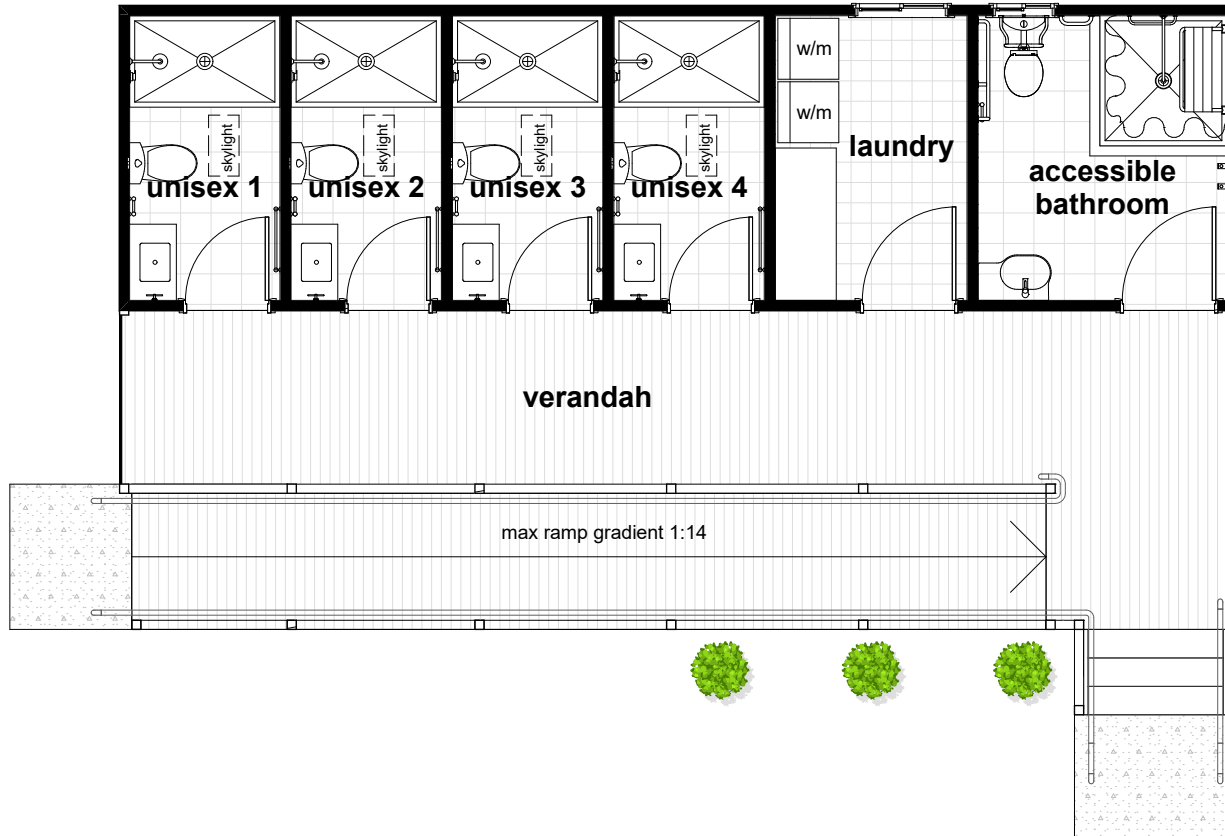 w/m
w/m
skylight
skylight
skylight
skylight
unisex 1
unisex 2
unisex 3
unisex 4
laundry
accessible
bathroom
verandah
max ramp gradient 1:14